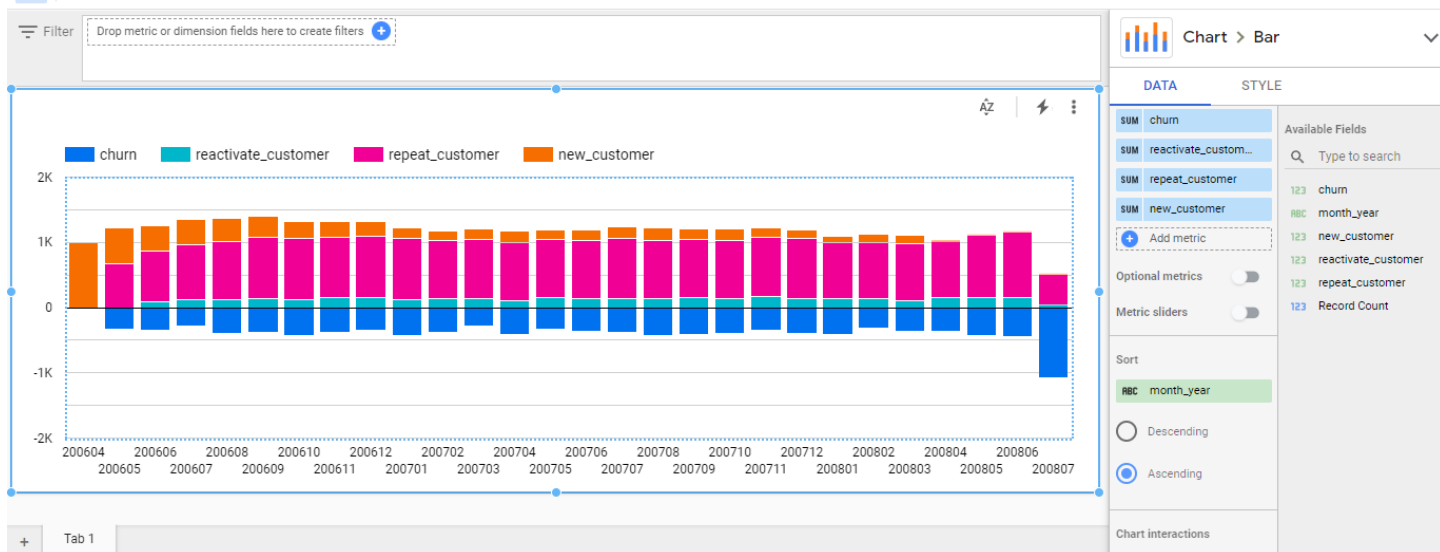 Filter
Drop metric or dimension fields here to create filters
Chart > Bar
DATA STYLE
AZ
churn reactivate_customer repeat_customer new_customer
2K
1K
0
-1K
-2K
200604 200606 200608 200610 200612 200702 200704 200706 200708 200710 200712 200802 200804 200806
200605 200607 200609 200611 200701 200703 200705 200707 200709 200711 200801 200803 200805 200807
+ Tab 1
SUM churn
SUM reactivate_custom...
SUM repeat_customer
SUM new_customer
Add metric
Optional metrics
Metric sliders
Sort
ABC month_year
Descending
Ascending
Chart interactions
Available Fields
Type to search
123 churn
ABC month_year
123 new_customer
123 reactivate_customer
123 repeat_customer
123 Record Count